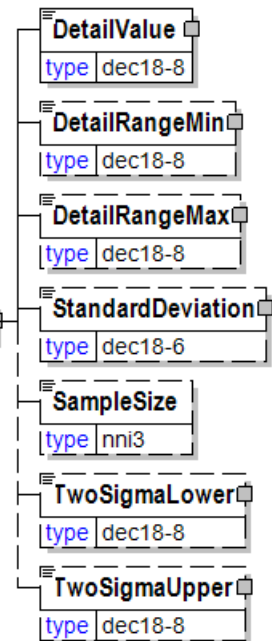 DetailValue
type dec18-8
DetailRangeMin
type dec18-8
DetailRangeMax
type dec18-8
StandardDeviation
type dec18-6
SampleSize
type nni3
TwoSigmaLower
type dec18-8
TwoSigmaUpper
type dec18-8